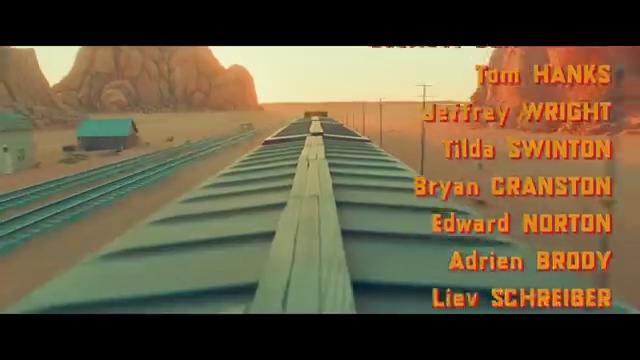 Tom HANKS
Jeffrey WRIGHT
Tilda SWINTON
Bryan CRANSTON
Edward NORTON
Adrien BRODY
Liev SCHREIBER